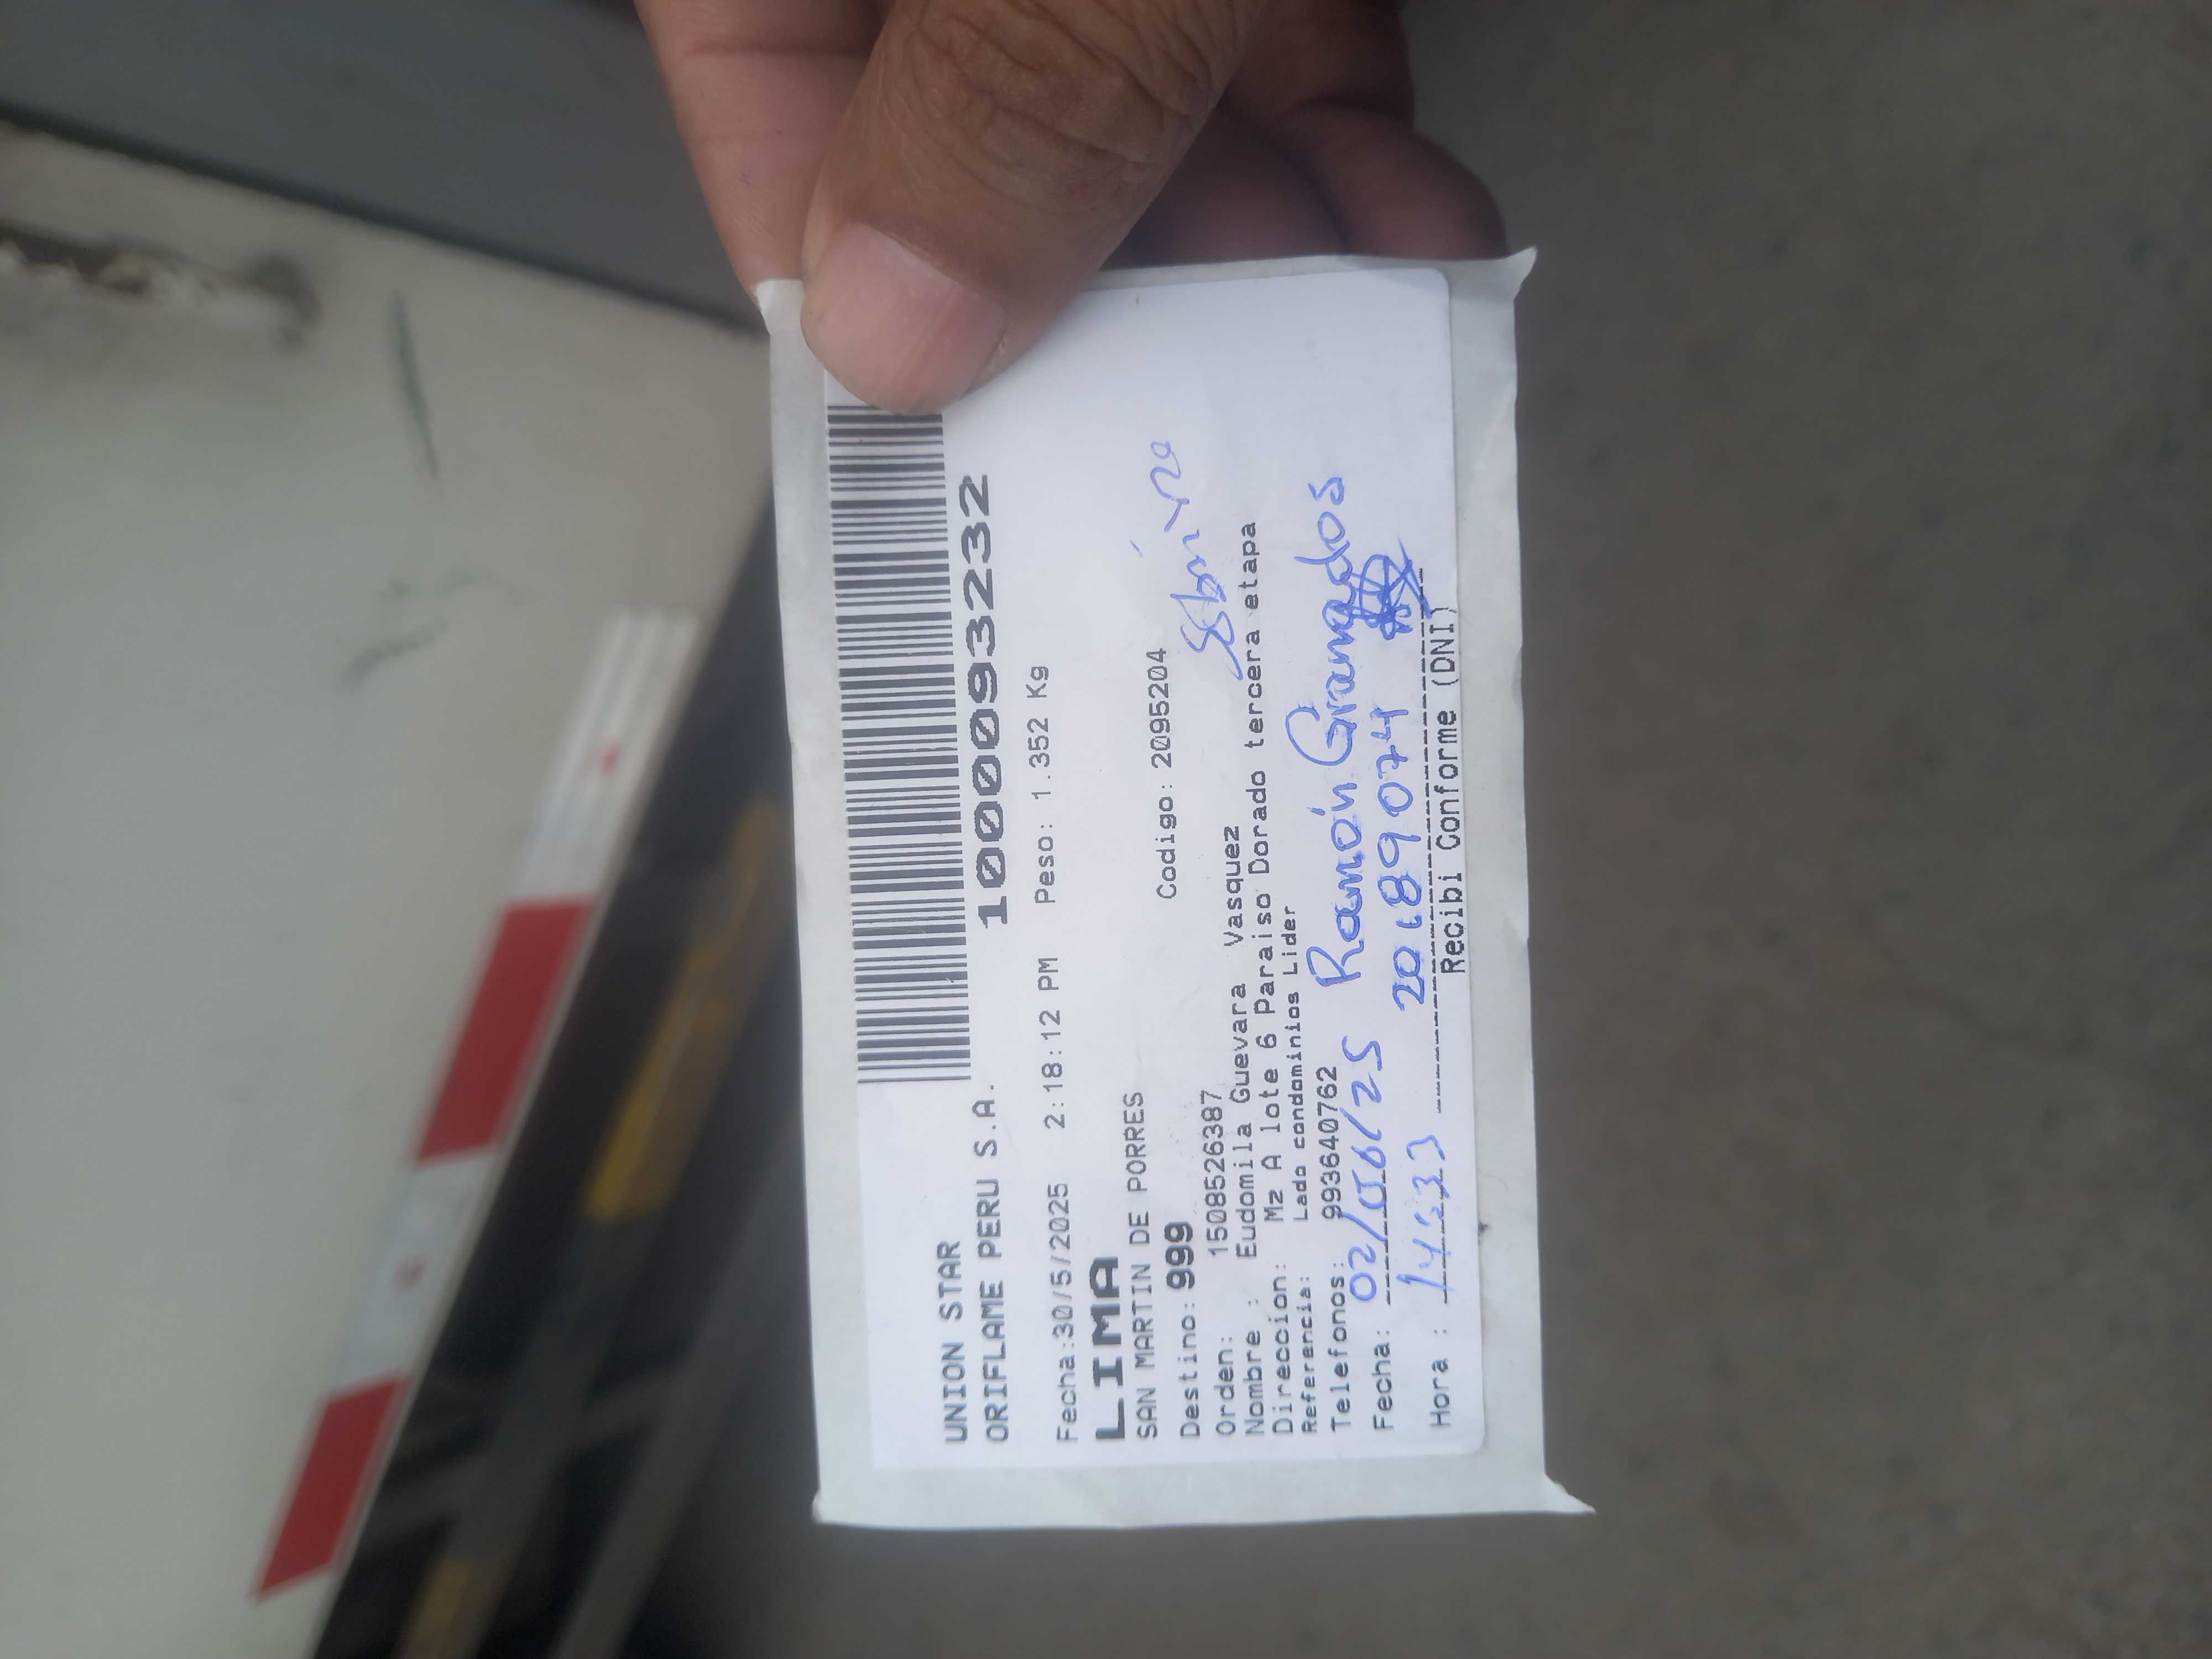 UNION STAR
ORIFLAME PERU S.A.
1000093232
Fecha:30/5/2025 2:18:12 PM Peso: 1.352 Kg
LIMA
SAN MARTIN DE PORRES
Destino: 999 Codigo: 2095204
Orden: 1508526387
Nombre : Eudomila Guevara Vasquez
Direccion: Mz A lote 6 Paraiso Dorado tercera etapa
Referencia: Lado condominios Lider
Telefonos: 993640762
Ramón Granados
Fecha: 02/06/25 20689074
Hora : 14:33
Recibi Conforme (DNI)